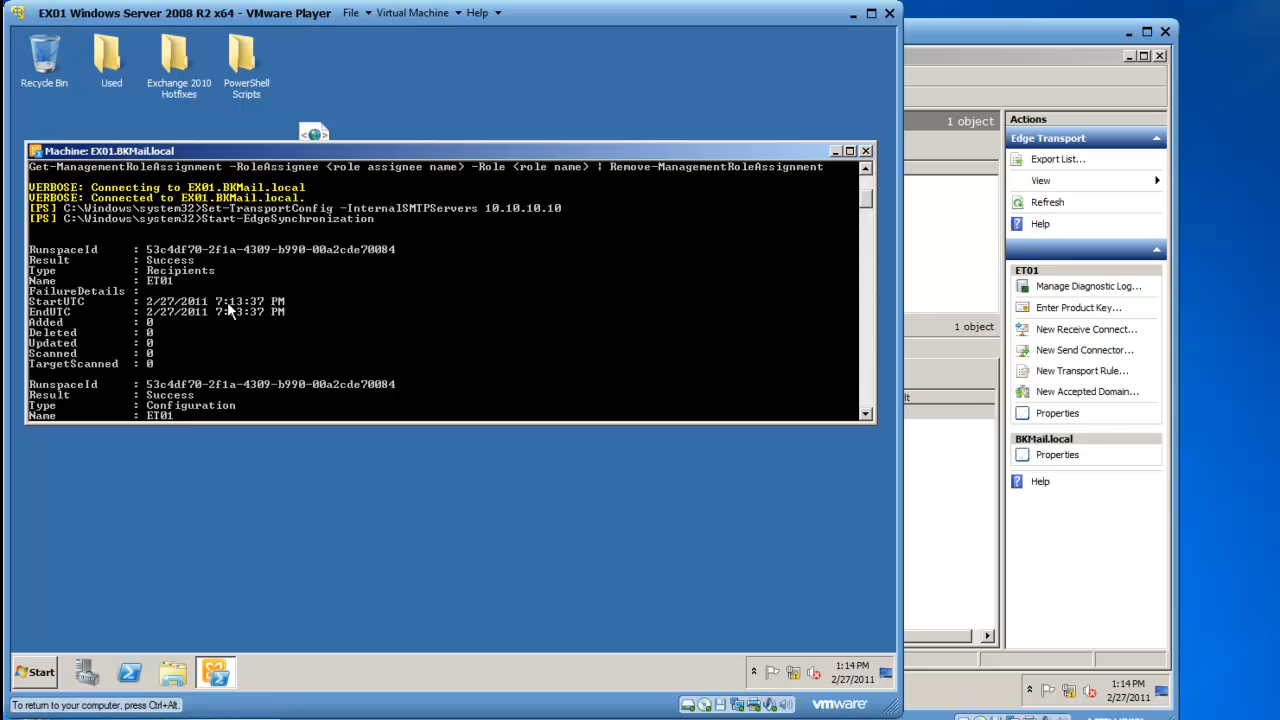 EX01 Windows Server 2008 R2 x64 - VMware Player File Virtual Machine Help
Recycle Bin
Used
Exchange 2010
Hotfixes
PowerShell
Scripts
Machine: EX01.BKMail.local
Get-ManagementRoleAssignment -RoleAssignee <role assignee name> -Role <role name> | Remove-ManagementRoleAssignment
VERBOSE: Connecting to EX01.BKMail.local
VERBOSE: Connected to EX01.BKMail.local.
[PS] C:\Windows\system32>Set-TransportConfig -InternalSMTPServers 10.10.10.10
[PS] C:\Windows\system32>Start-EdgeSynchronization
RunspaceId : 53c4df70-2f1a-4309-b990-00a2cde70084
Result : Success
Type : Recipients
Name : ET01
FailureDetails :
StartUTC : 2/27/2011 7:13:37 PM
EndUTC : 2/27/2011 7:13:37 PM
Added : 0
Deleted : 0
Updated : 0
Scanned : 0
TargetScanned : 0
RunspaceId : 53c4df70-2f1a-4309-b990-00a2cde70084
Result : Success
Type : Configuration
Name : ET01
Start
1:14 PM
2/27/2011
To return to your computer, press Ctrl+Alt.
vmware
1 object
1 object
Actions
Edge Transport
Export List...
View
Refresh
Help
ET01
Manage Diagnostic Log...
Enter Product Key...
New Receive Connect...
New Send Connector...
New Transport Rule...
New Accepted Domain...
Properties
BKMail.local
Properties
Help
1:14 PM
2/27/2011